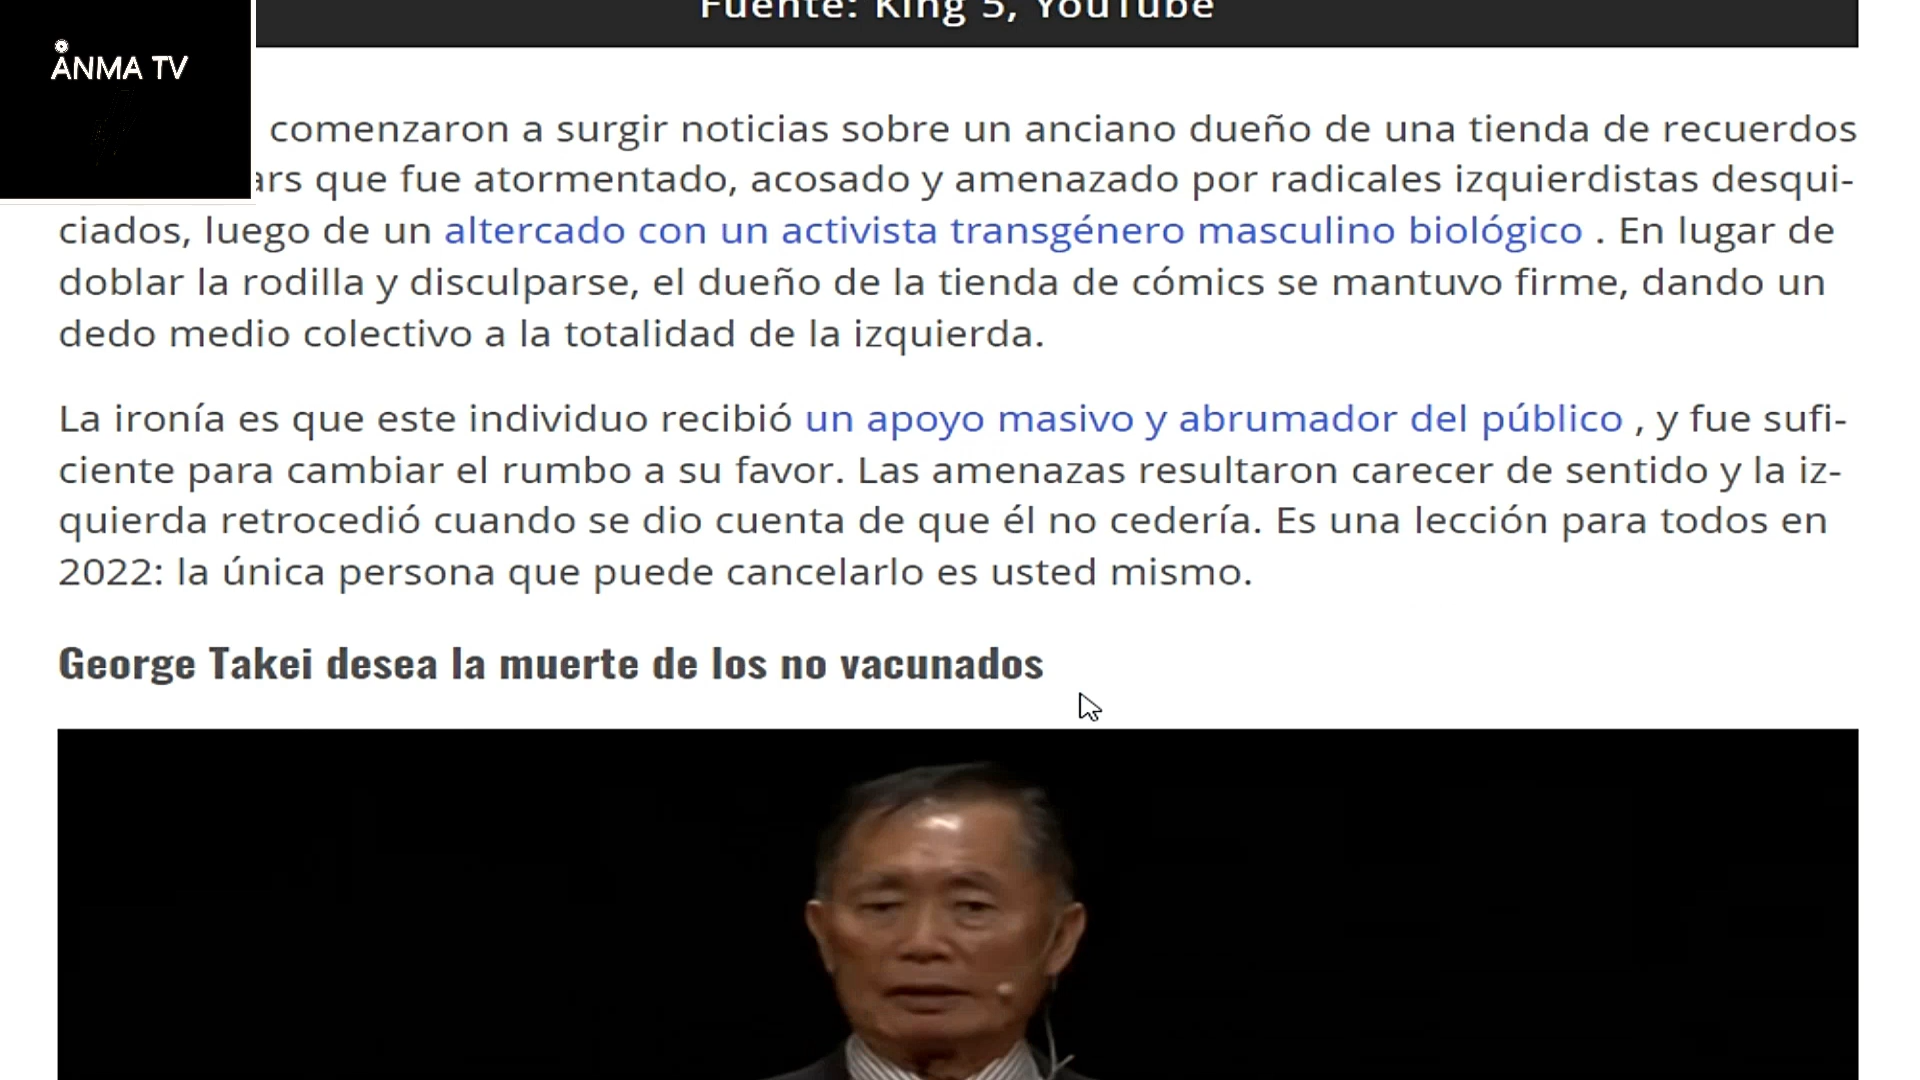 Fuente: King 5, YouTube
ANMA TV
comenzaron a surgir noticias sobre un anciano dueño de una tienda de recuerdos
que fue atormentado, acosado y amenazado por radicales izquierdistas desqui-
ciados, luego de un altercado con un activista transgénero masculino biológico . En lugar de
doblar la rodilla y disculparse, el dueño de la tienda de cómics se mantuvo firme, dando un
dedo medio colectivo a la totalidad de la izquierda.
La ironía es que este individuo recibió un apoyo masivo y abrumador del público , y fue sufi-
ciente para cambiar el rumbo a su favor. Las amenazas resultaron carecer de sentido y la iz-
quierda retrocedió cuando se dio cuenta de que él no cedería. Es una lección para todos en
2022: la única persona que puede cancelarlo es usted mismo.
George Takei desea la muerte de los no vacunados